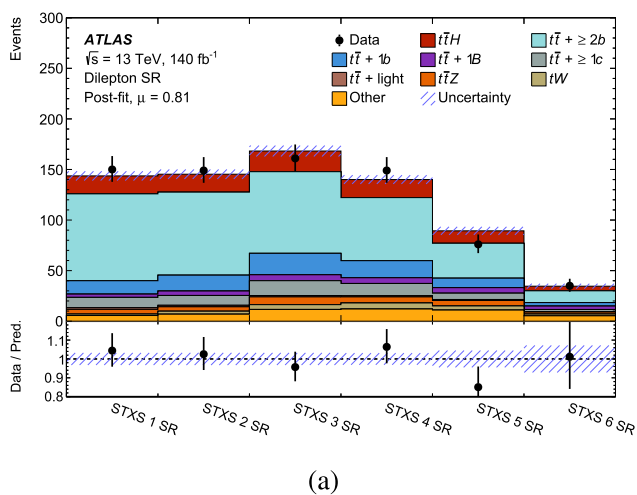 Events
300
250
200
150
100
50
0
ATLAS
√s = 13 TeV, 140 fb⁻¹
Dilepton SR
Post-fit, μ = 0.81
Data
tt̄H
tt̄ + ≥ 2b
tt̄ + 1b
tt̄ + 1B
tt̄ + ≥ 1c
tt̄ + light
tt̄Z
tW
Other
Uncertainty
Data / Pred.
1.1
1
0.9
0.8
STXS 1 SR
STXS 2 SR
STXS 3 SR
STXS 4 SR
STXS 5 SR
STXS 6 SR
(a)